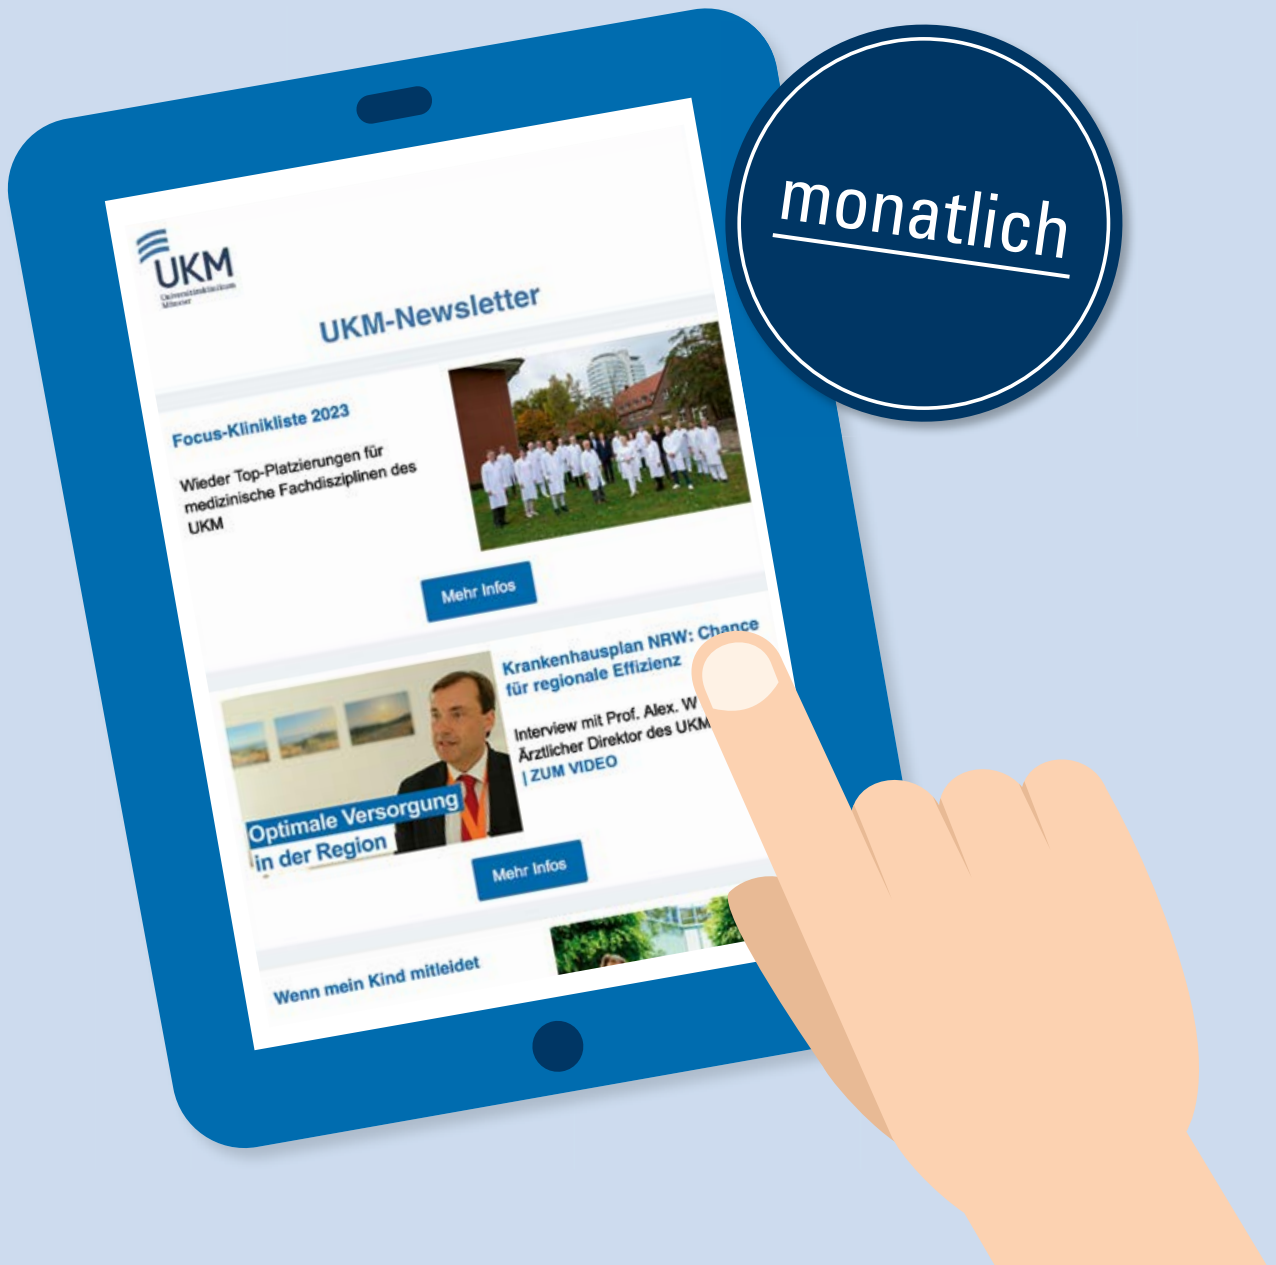 monatlich
UKM
Universitätsklinikum
Münster
UKM-Newsletter
Focus-Klinikliste 2023
Wieder Top-Platzierungen für
medizinische Fachdisziplinen des
UKM
Mehr Infos
Krankenhausplan NRW: Chance
für regionale Effizienz
Interview mit Prof. Alex. W
Ärztlicher Direktor des UKM
| ZUM VIDEO
Optimale Versorgung
in der Region
Mehr Infos
Wenn mein Kind mitleidet